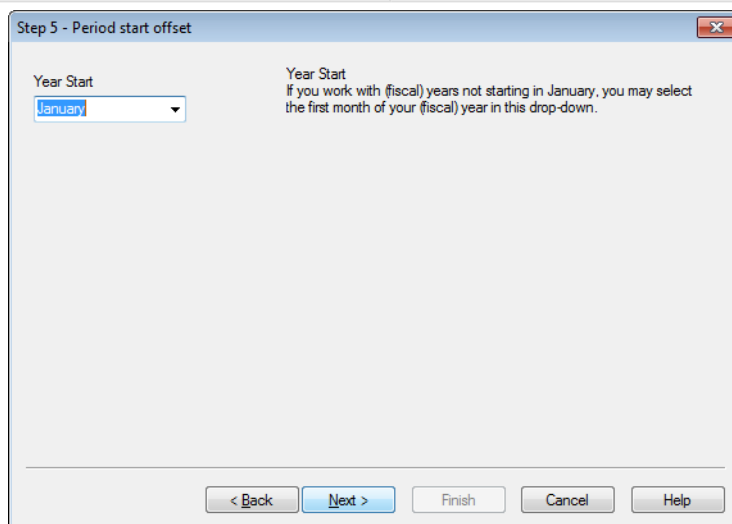 Step 5 - Period start offset
Year Start
January
Year Start
If you work with (fiscal) years not starting in January, you may select
the first month of your (fiscal) year in this drop-down.
< Back
Next >
Finish
Cancel
Help